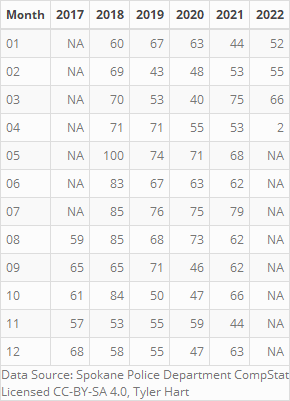 Month 2017 2018 2019 2020 2021 2022
01 NA 60 67 63 44 52
02 NA 69 43 48 53 55
03 NA 70 53 40 75 66
04 NA 71 71 55 53 2
05 NA 100 74 71 68 NA
06 NA 83 67 63 62 NA
07 NA 85 76 75 79 NA
08 59 85 68 73 62 NA
09 65 65 71 46 62 NA
10 61 84 50 47 66 NA
11 57 53 55 59 44 NA
12 68 58 55 47 63 NA
Data Source: Spokane Police Department CompStat
Licensed CC-BY-SA 4.0, Tyler Hart